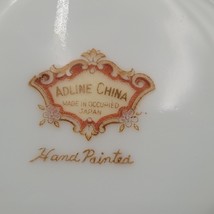 ADLINE CHINA
MADE IN OCCUPIED
JAPAN
Hand Painted